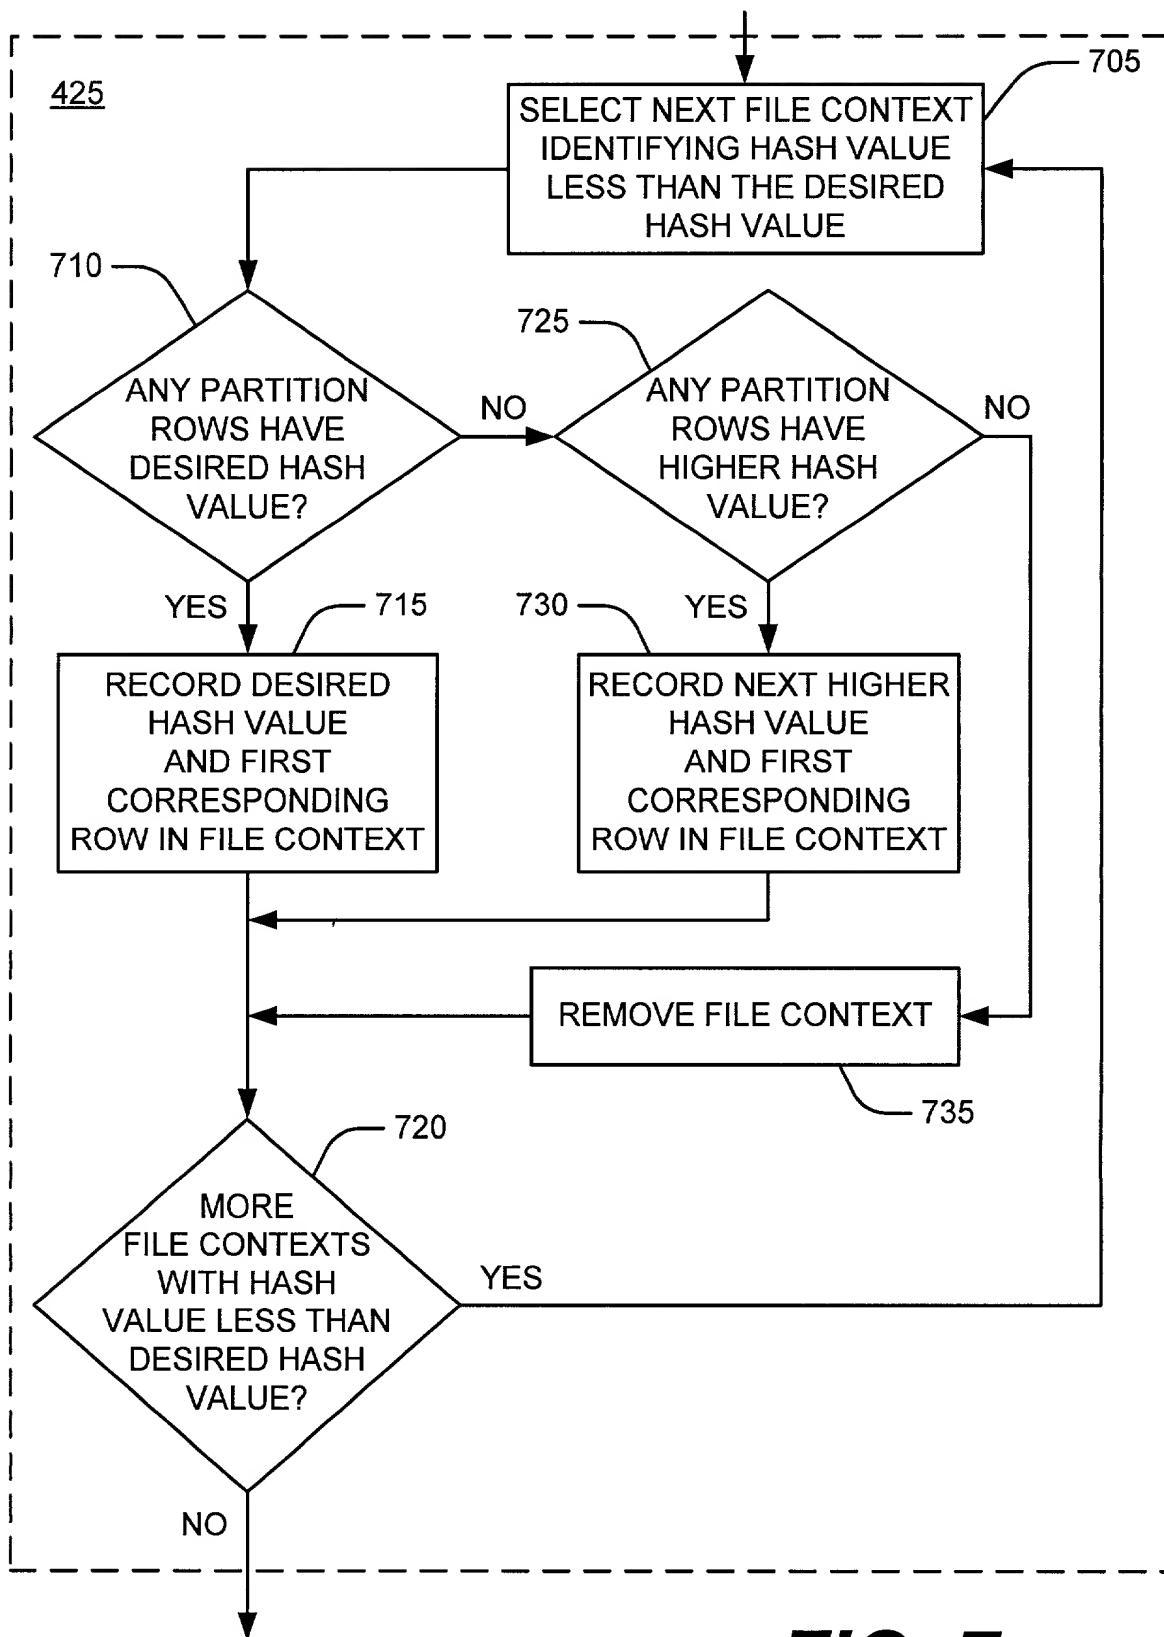 705
425
SELECT NEXT FILE CONTEXT
IDENTIFYING HASH VALUE
LESS THAN THE DESIRED
HASH VALUE
710
725
ANY PARTITION
ROWS HAVE
DESIRED HASH
VALUE?
NO
ANY PARTITION
ROWS HAVE
HIGHER HASH
VALUE?
NO
YES
715
730
YES
RECORD DESIRED
HASH VALUE
AND FIRST
CORRESPONDING
ROW IN FILE CONTEXT
RECORD NEXT HIGHER
HASH VALUE
AND FIRST
CORRESPONDING
ROW IN FILE CONTEXT
REMOVE FILE CONTEXT
735
720
MORE
FILE CONTEXTS
WITH HASH
VALUE LESS THAN
DESIRED HASH
VALUE?
YES
NO